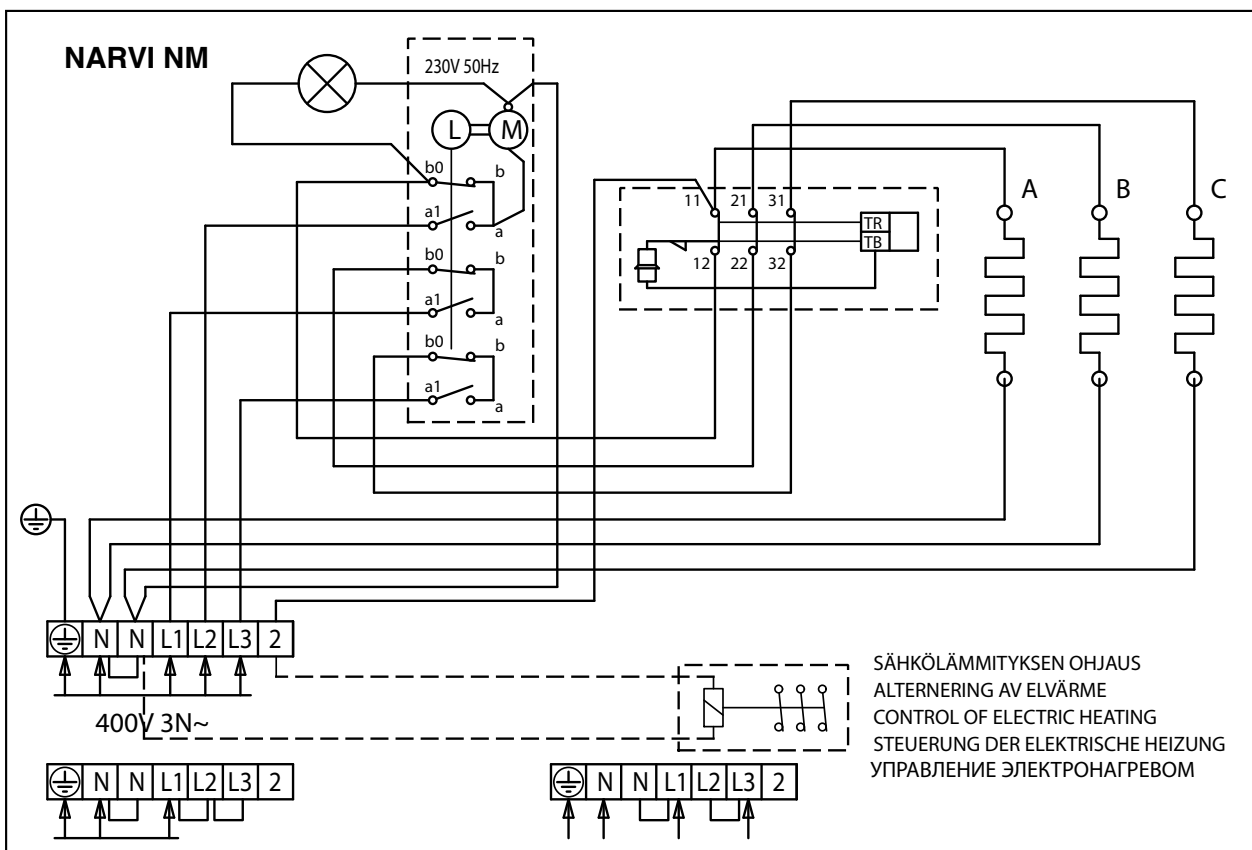 NARVI NM
230V 50Hz
L M
b0 b
a1 a
b0 b
a1 a
b0 b
a1 a
11 21 31
TR
TB
12 22 32
A B C
N N L1 L2 L3 2
400V 3N~
SÄHKÖLÄMMITYKSEN OHJAUS
ALTERNERING AV ELVÄRME
CONTROL OF ELECTRIC HEATING
STEUERUNG DER ELEKTRISCHE HEIZUNG
УПРАВЛЕНИЕ ЭЛЕКТРОНАГРЕВОМ
N N L1 L2 L3 2
N N L1 L2 L3 2